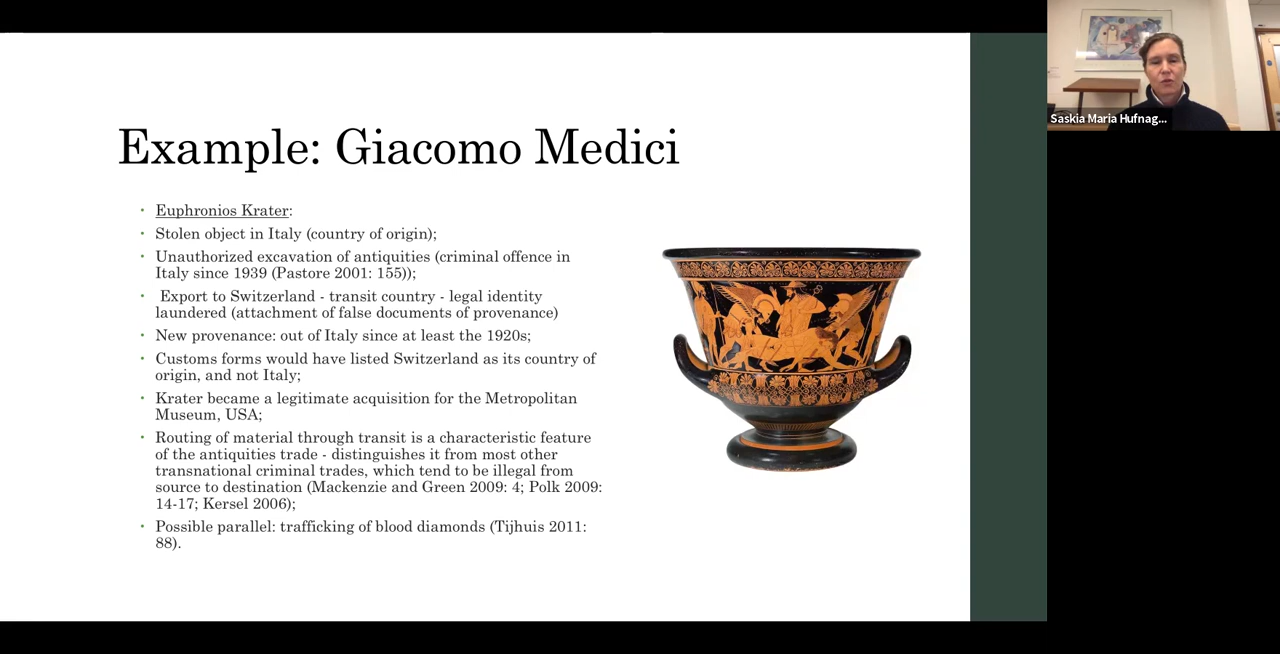 Example: Giacomo Medici
• Euphronios Krater:
• Stolen object in Italy (country of origin);
• Unauthorized excavation of antiquities (criminal offence in
Italy since 1939 (Pastore 2001: 155));
• Export to Switzerland - transit country - legal identity
laundered (attachment of false documents of provenance)
• New provenance: out of Italy since at least the 1920s;
• Customs forms would have listed Switzerland as its country of
origin, and not Italy;
• Krater became a legitimate acquisition for the Metropolitan
Museum, USA;
• Routing of material through transit is a characteristic feature
of the antiquities trade - distinguishes it from most other
transnational criminal trades, which tend to be illegal from
source to destination (Mackenzie and Green 2009: 4; Polk 2009:
14-17; Kersel 2006);
• Possible parallel: trafficking of blood diamonds (Tijhuis 2011:
88).
Saskia Maria Hufnag...